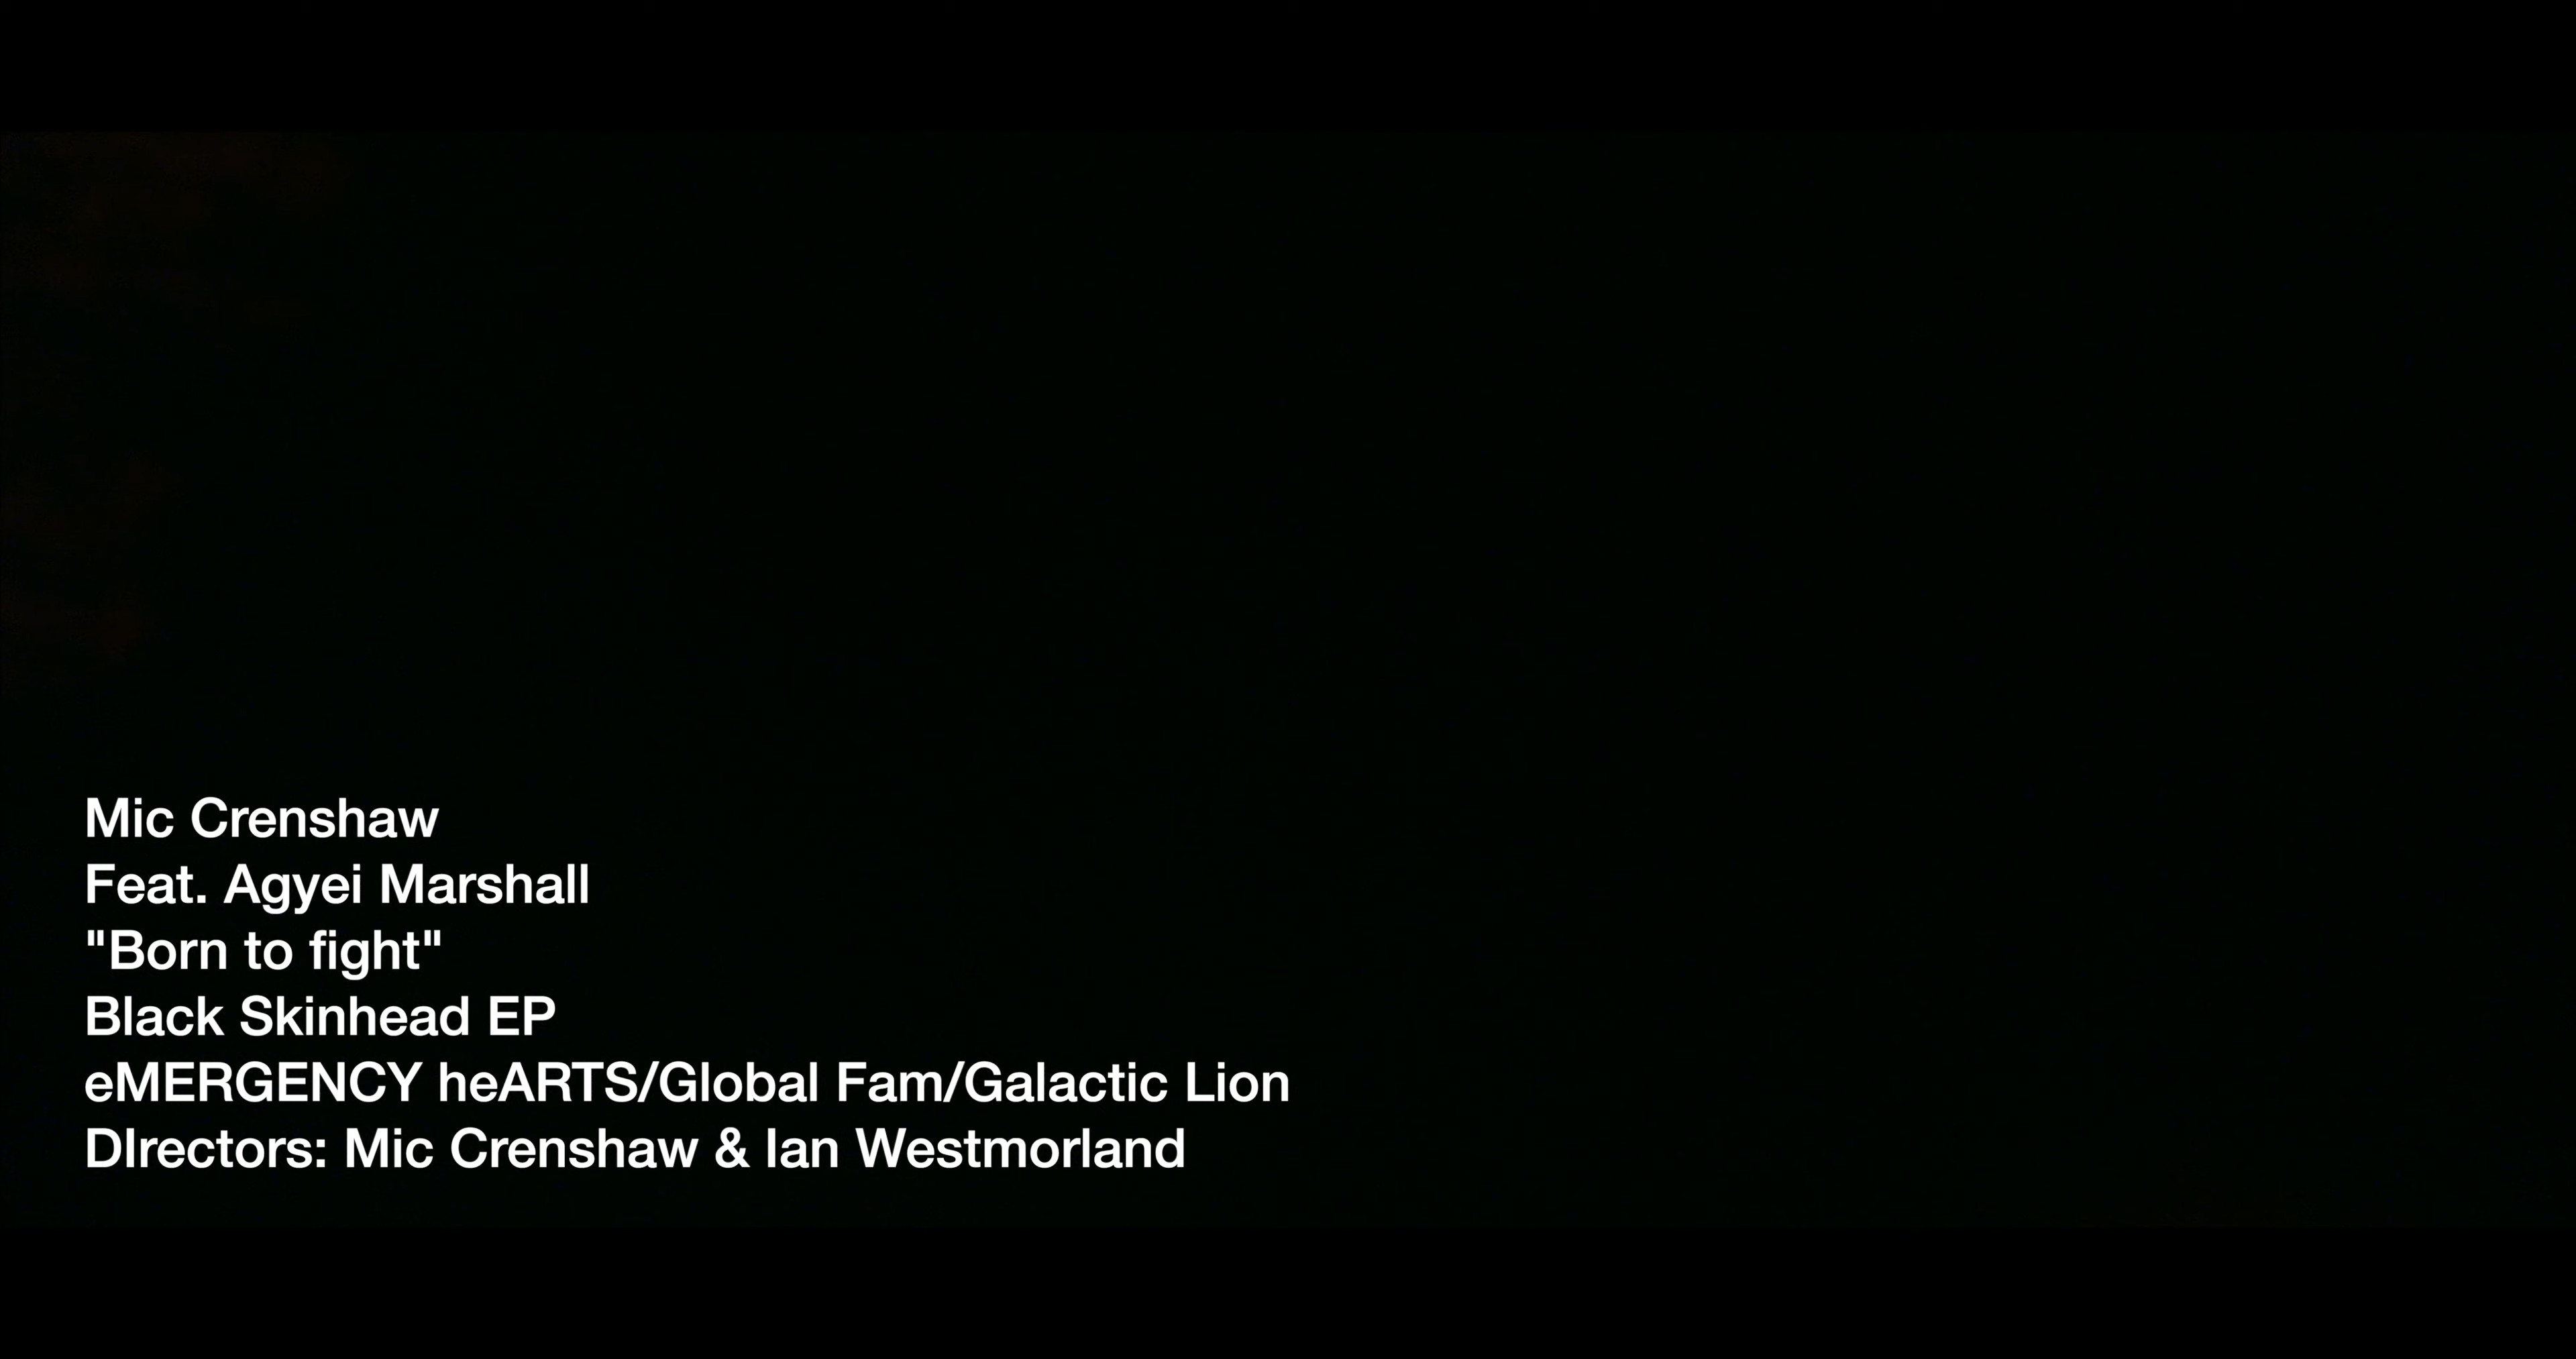 Mic Crenshaw
Feat. Agyei Marshall
"Born to fight"
Black Skinhead EP
eMERGENCY heARTS/Global Fam/Galactic Lion
DIrectors: Mic Crenshaw & Ian Westmorland